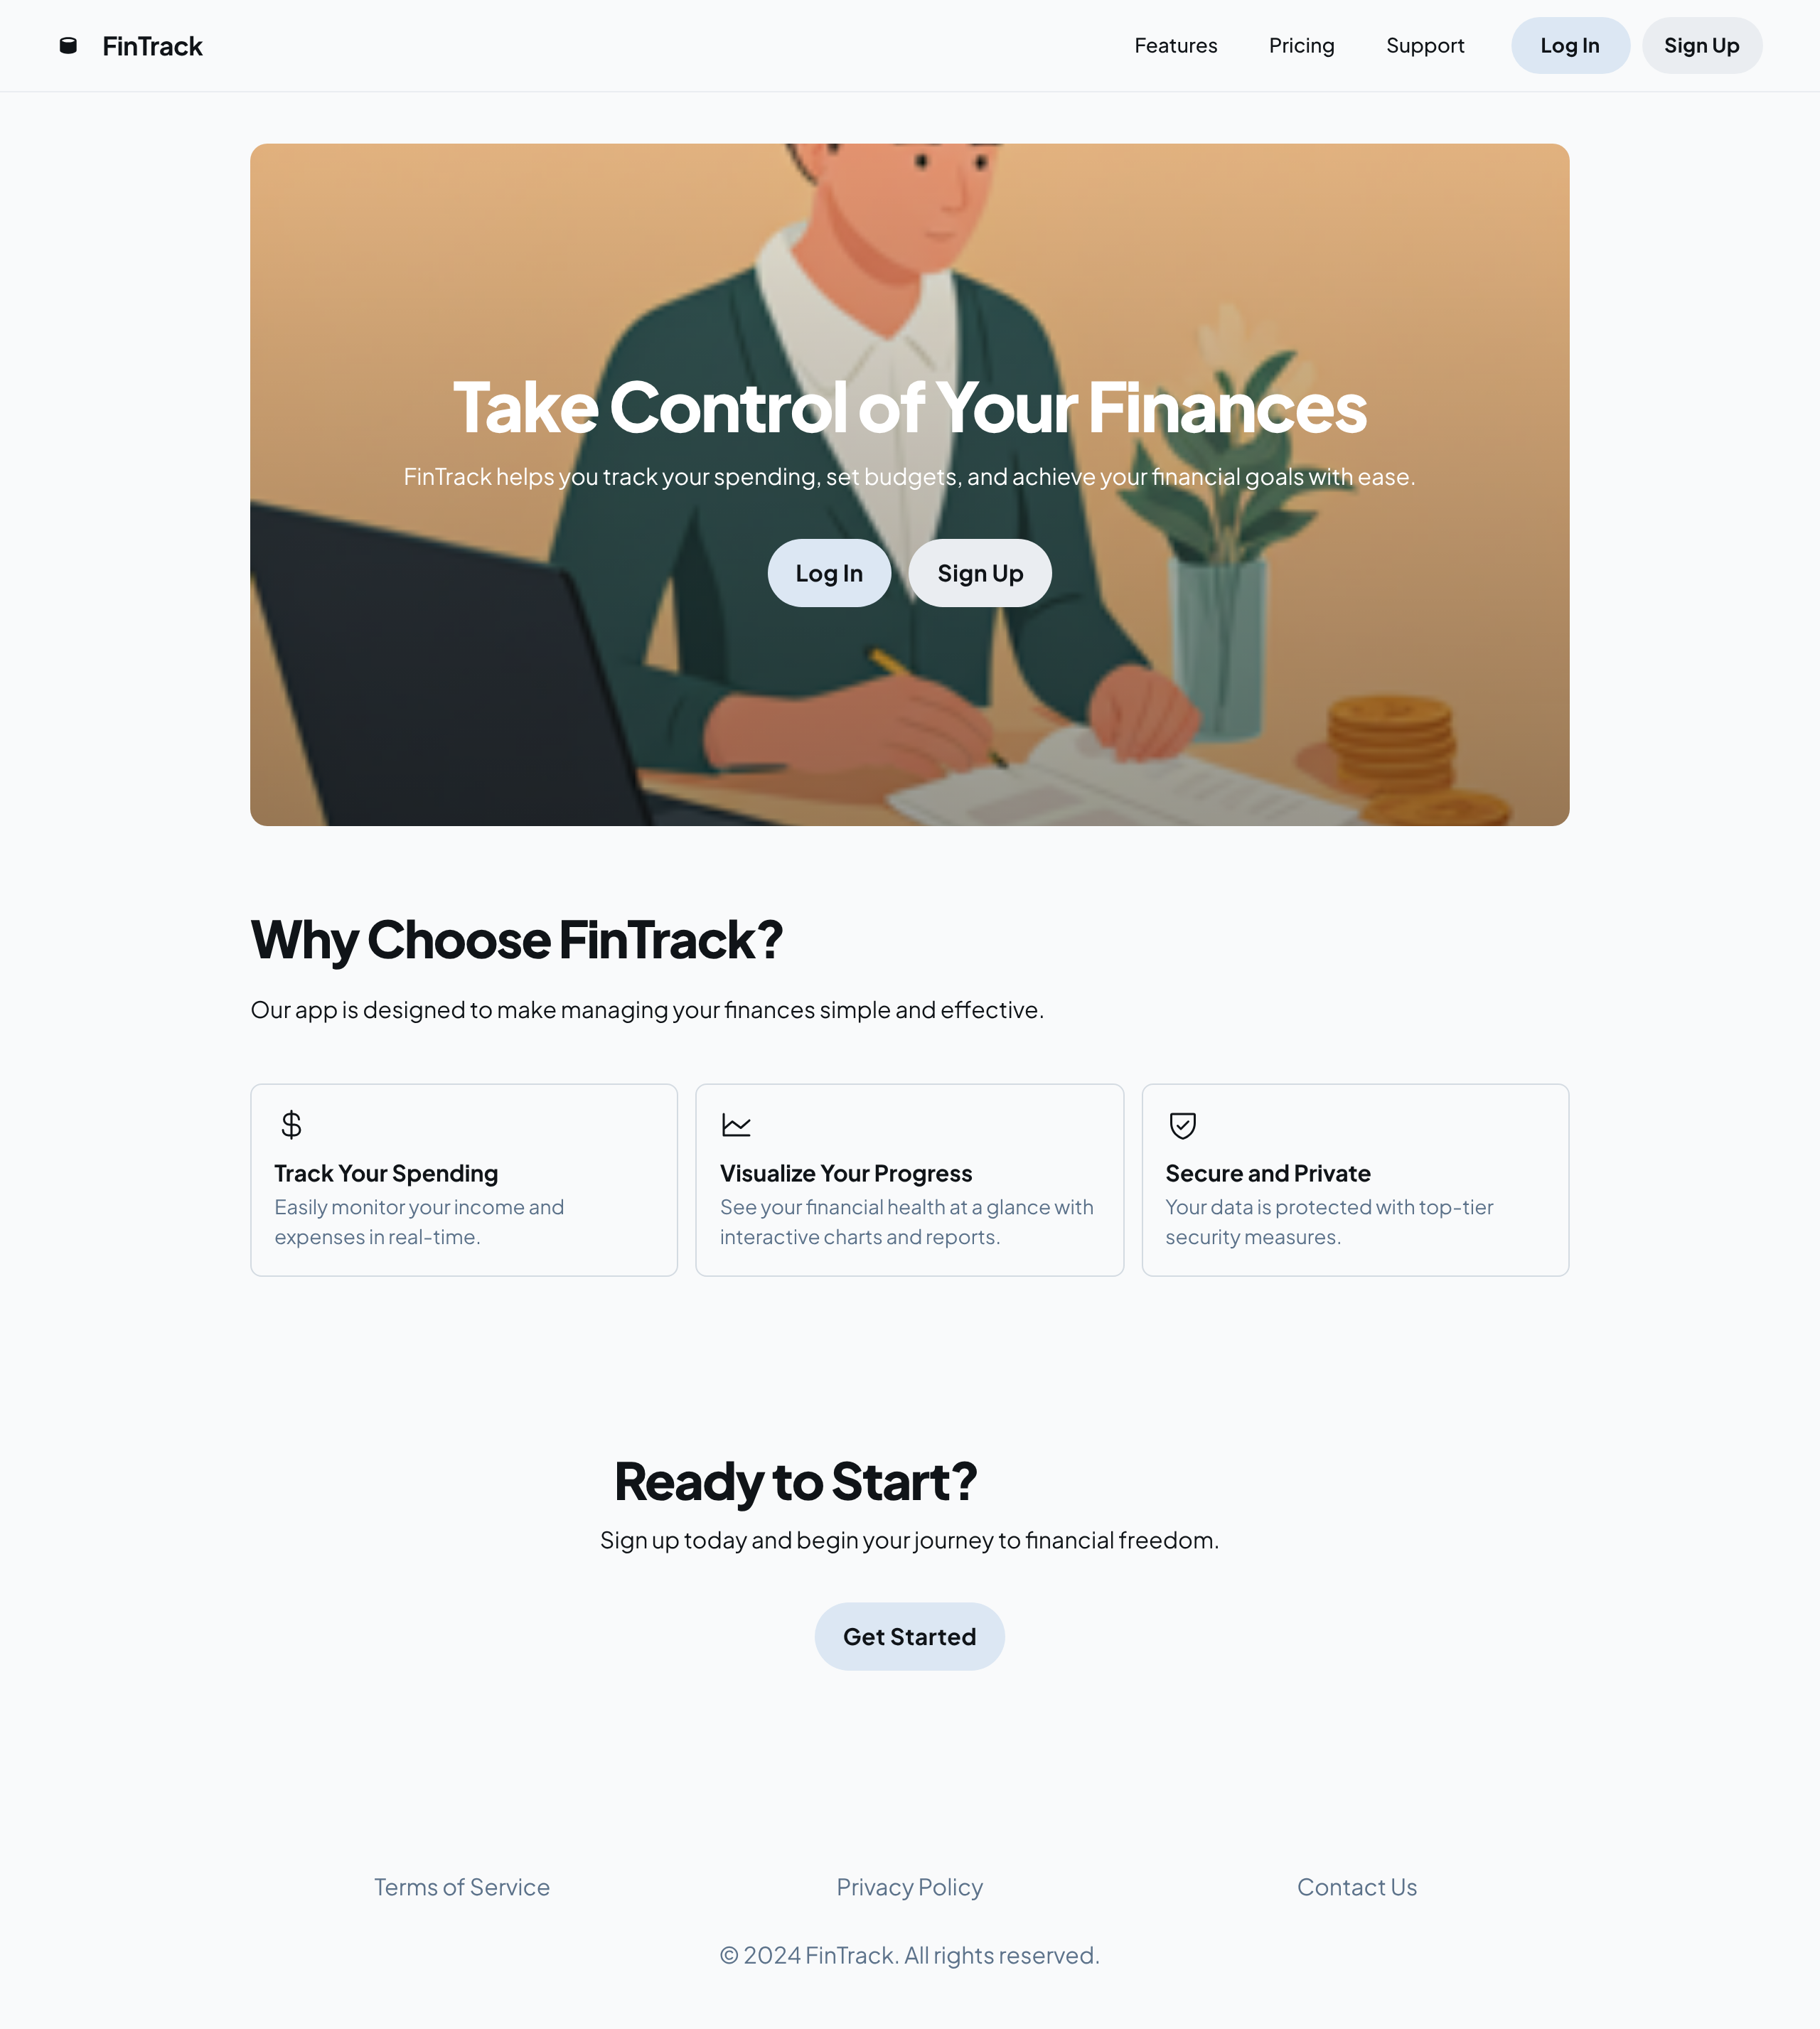 FinTrack
Features
Pricing
Support
Log In
Sign Up
Take Control of Your Finances
FinTrack helps you track your spending, set budgets, and achieve your financial goals with ease.
Log In
Sign Up
Why Choose FinTrack?
Our app is designed to make managing your finances simple and effective.
Track Your Spending
Easily monitor your income and
expenses in real-time.
Visualize Your Progress
See your financial health at a glance with
interactive charts and reports.
Secure and Private
Your data is protected with top-tier
security measures.
Ready to Start?
Sign up today and begin your journey to financial freedom.
Get Started
Terms of Service
Privacy Policy
Contact Us
© 2024 FinTrack. All rights reserved.